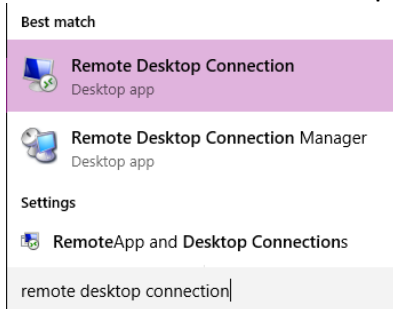 Best match
Remote Desktop Connection
Desktop app
Remote Desktop Connection Manager
Desktop app
Settings
RemoteApp and Desktop Connections
remote desktop connection